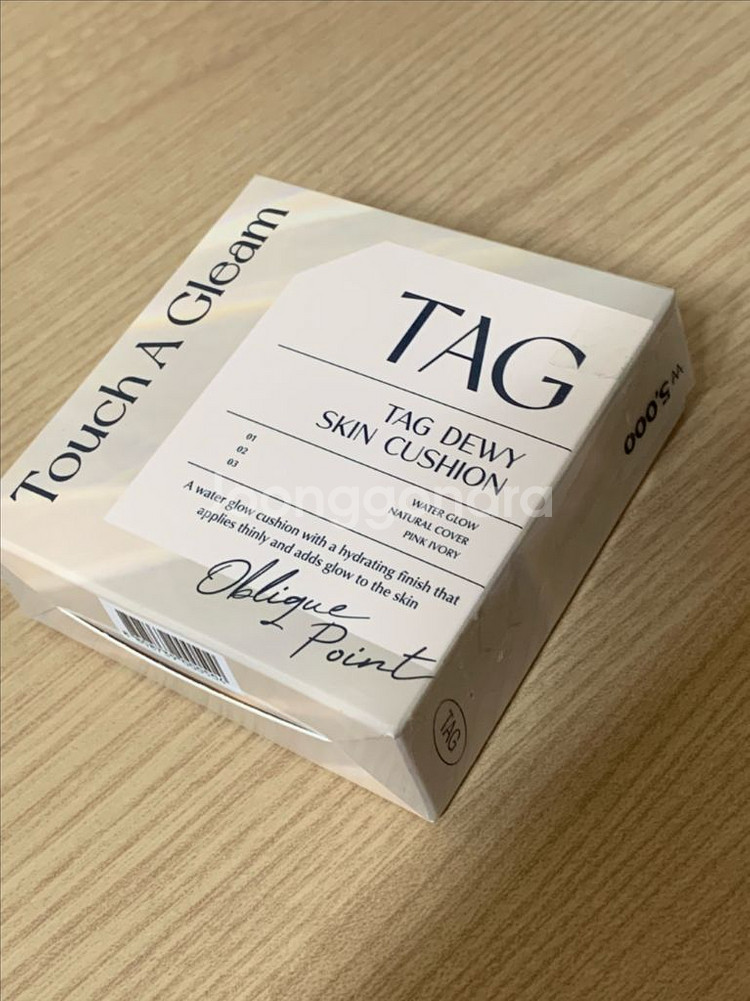 Touch A Gleam
TAG
TAG DEWY
SKIN CUSHION
01
02
03
WATER GLOW
NATURAL COVER
PINK IVORY
A water glow cushion with a hydrating finish that
applies thinly and adds glow to the skin
Oblique
Point
TAG
₩ 5,000
joonggonara